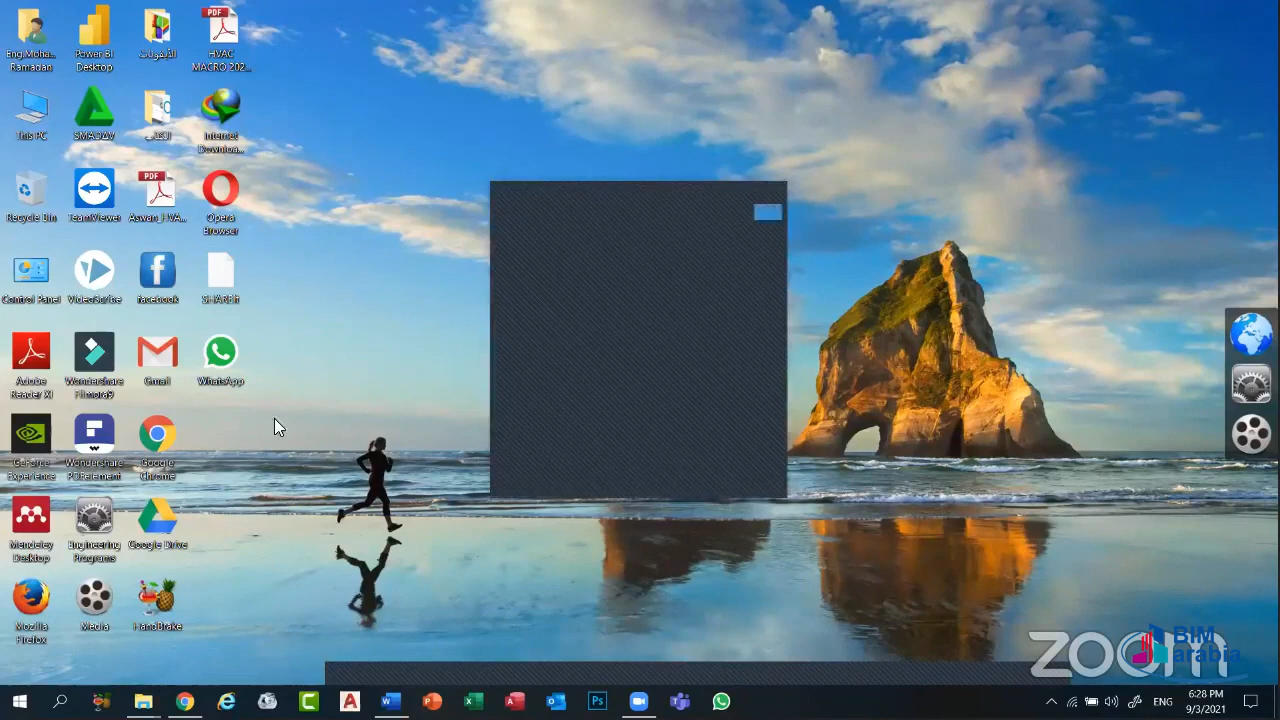 Eng.Moha...
Ramadan
Power BI
Desktop
HVAC
MACRO 202...
This PC
SMADAV
Internet
Downloa...
Recycle Bin
TeamViewer
Aswan_HVA...
Opera
Browser
Control Panel
VideoScribe
facebook
SHAREit
Adobe
Reader XI
Wondershare
Filmora9
Gmail
WhatsApp
GeForce
Experience
Wondershare
PDFelement
Google
Chrome
Mendeley
Desktop
Engineering
Programs
Google Drive
Mozilla
Firefox
Media
HandBrake
PDF
PDF
zoom
BIM
arabia
ENG
6:28 PM
9/3/2021